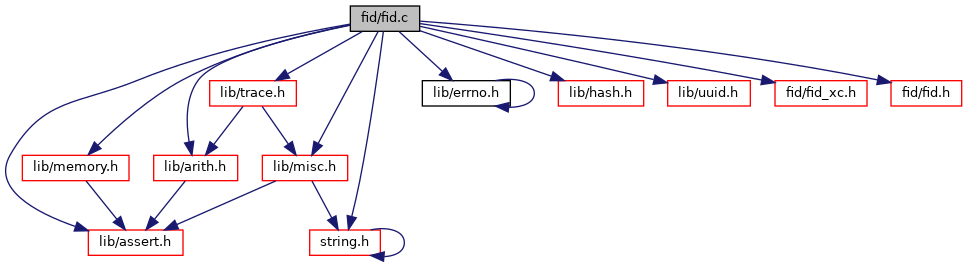 fid/fid.c
lib/trace.h
lib/errno.h
lib/hash.h
lib/uuid.h
fid/fid_xc.h
fid/fid.h
lib/memory.h
lib/arith.h
lib/misc.h
lib/assert.h
string.h